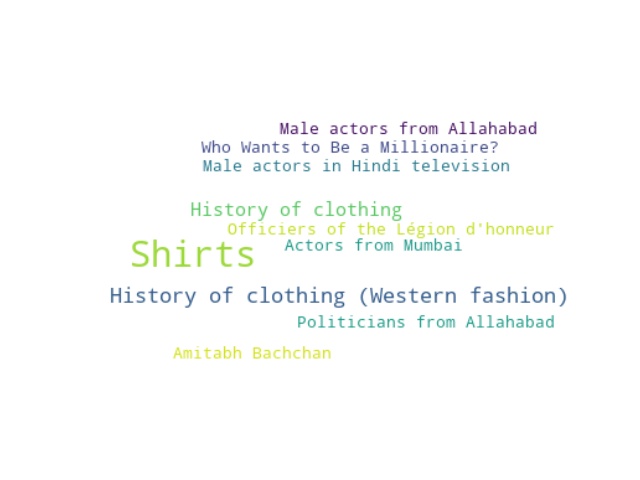 Male actors from Allahabad
Who Wants to Be a Millionaire?
Male actors in Hindi television
History of clothing
Officiers of the Légion d'honneur
Actors from Mumbai
Shirts
History of clothing (Western fashion)
Politicians from Allahabad
Amitabh Bachchan